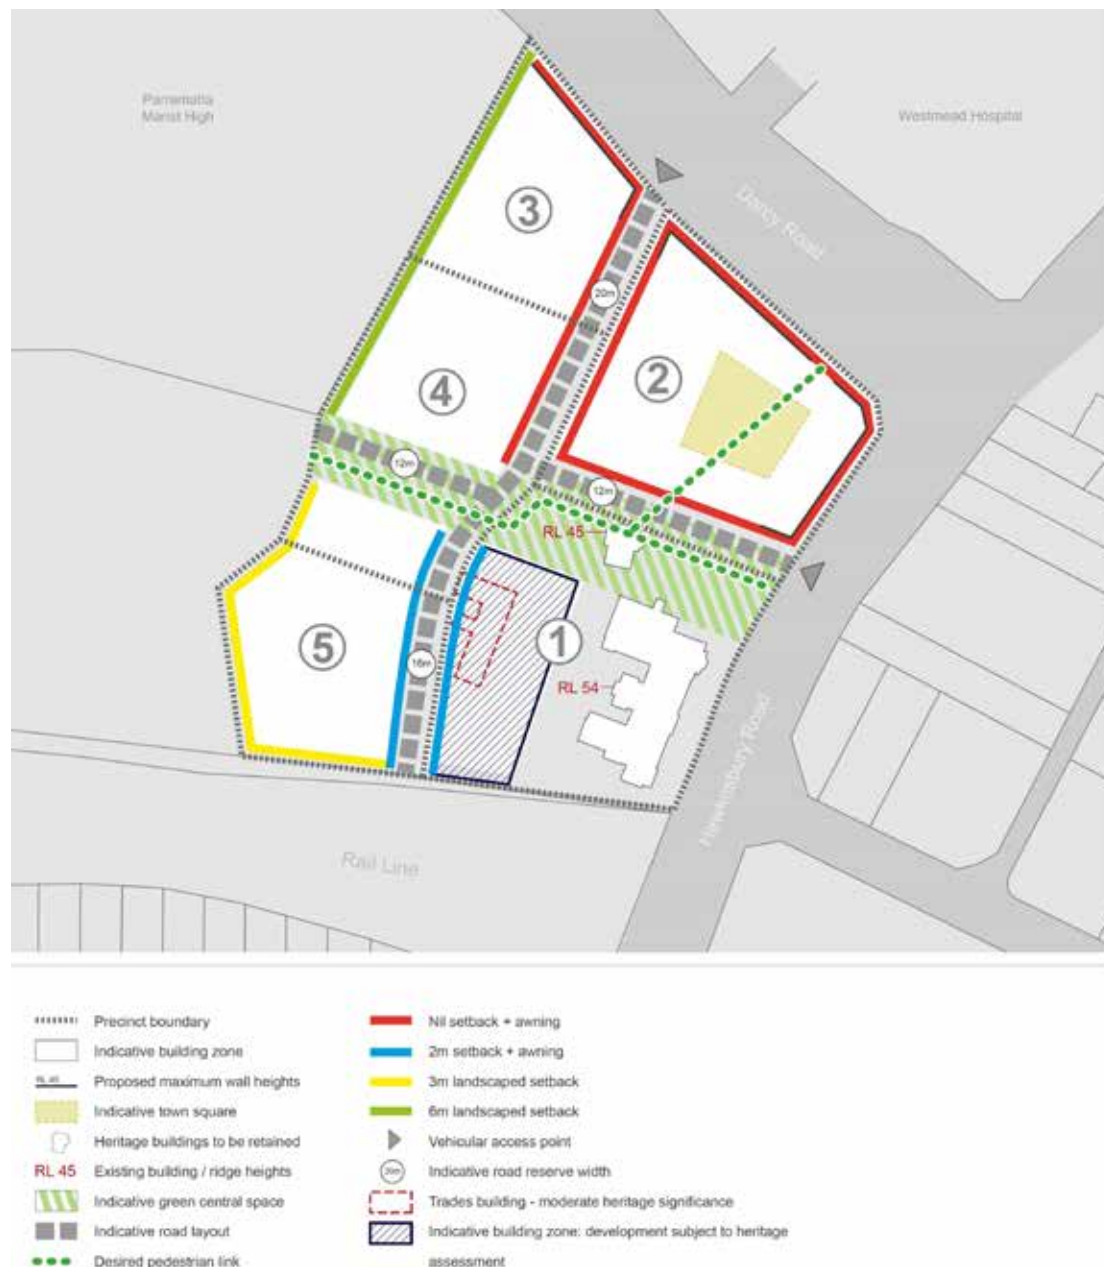 Parramatta
Marist High
Westmead Hospital
Darcy Road
3
20m
2
4
12m
12m
RL 45
1
5
16m
RL 54
Hawkesbury Road
Rail Line
Precinct boundary
Indicative building zone
RL 45
Proposed maximum wall heights
Indicative town square
Heritage buildings to be retained
RL 45
Existing building / ridge heights
Indicative green central space
Indicative road layout
Desired pedestrian link
Nil setback + awning
2m setback + awning
3m landscaped setback
6m landscaped setback
Vehicular access point
20m
Indicative road reserve width
Trades building - moderate heritage significance
Indicative building zone: development subject to heritage
assessment